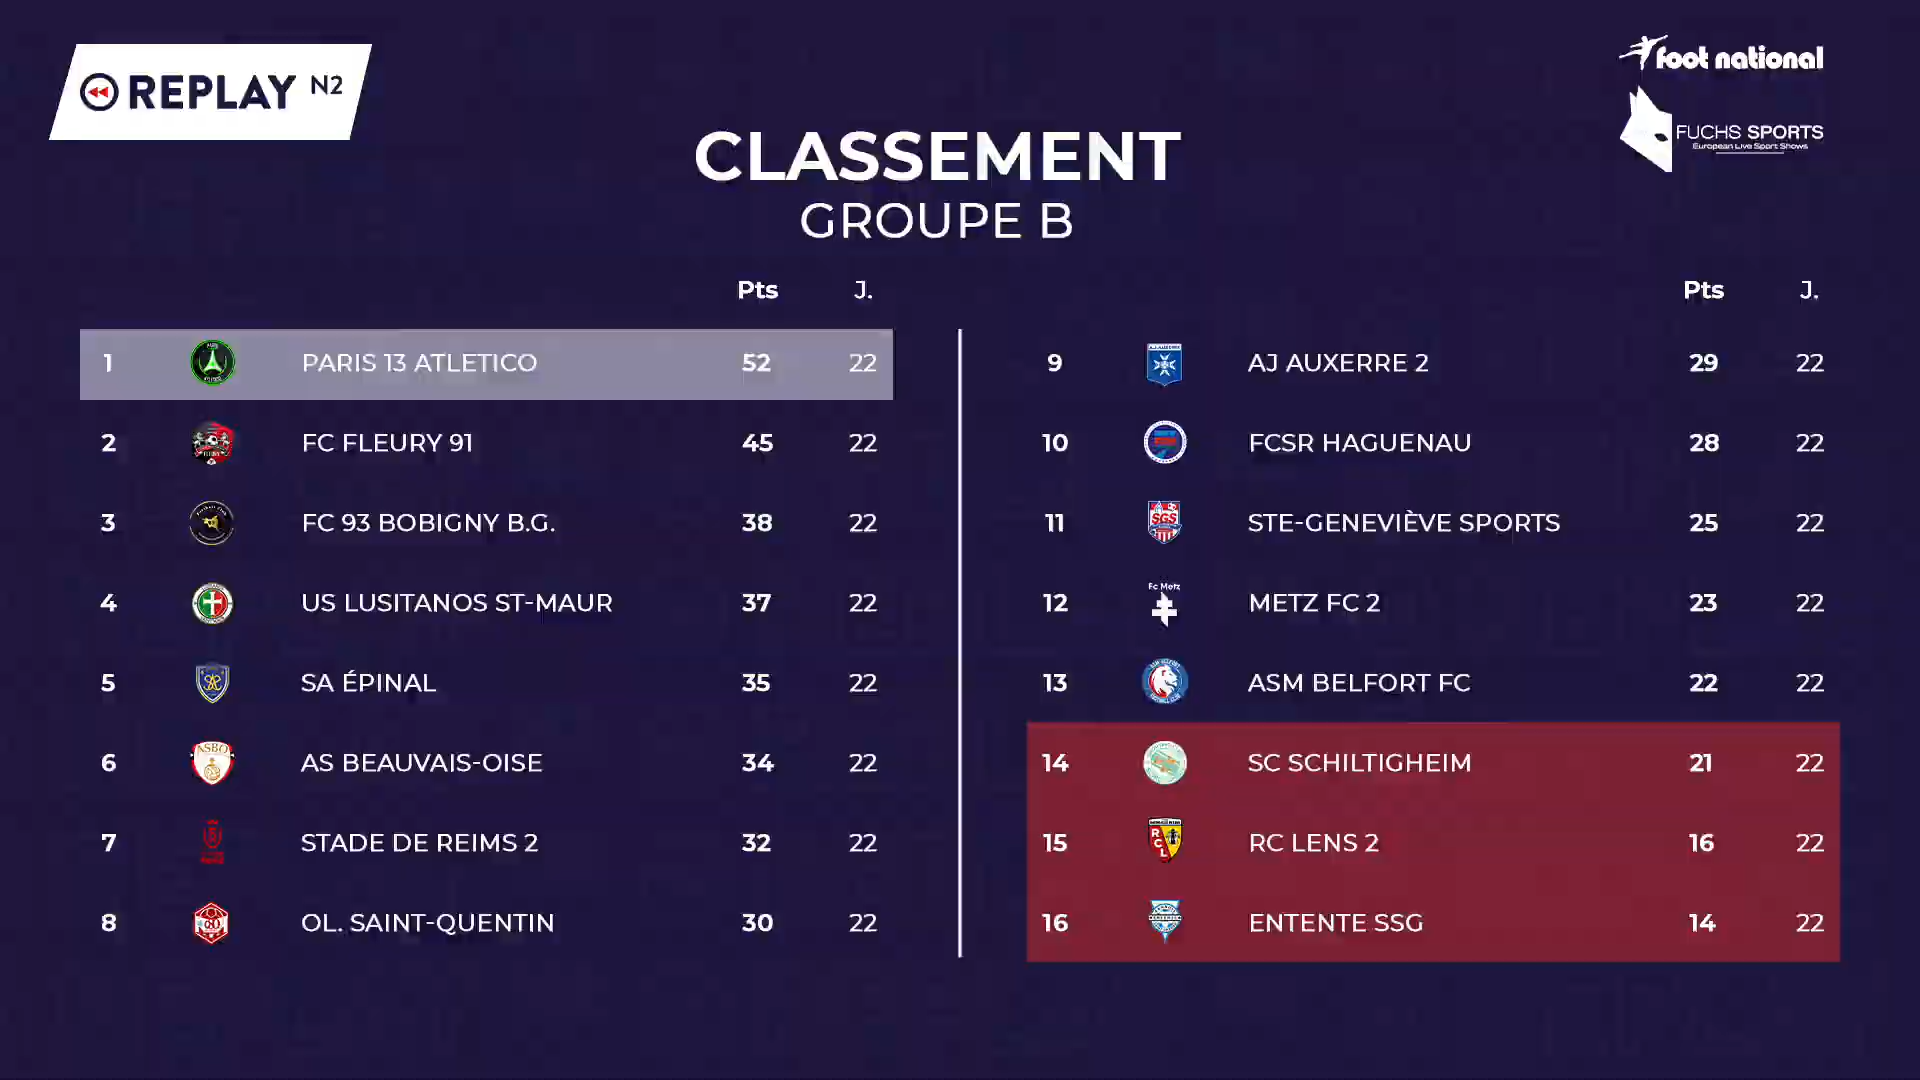 REPLAY N2
foot national
FUCHS SPORTS
European Live Sport Shows
CLASSEMENT
GROUPE B
Pts J.
1 PARIS 13 ATLETICO 52 22
2 FC FLEURY 91 45 22
3 FC 93 BOBIGNY B.G. 38 22
4 US LUSITANOS ST-MAUR 37 22
5 SA ÉPINAL 35 22
6 ASBO AS BEAUVAIS-OISE 34 22
7 STADE DE REIMS 2 32 22
8 OL. SAINT-QUENTIN 30 22
Pts J.
9 AJ AUXERRE 2 29 22
10 FCSR HAGUENAU 28 22
11 SGS STE-GENEVIÈVE SPORTS 25 22
12 Fc Metz METZ FC 2 23 22
13 ASM BELFORT FC 22 22
14 SC SCHILTIGHEIM 21 22
15 RCL RC LENS 2 16 22
16 ENTENTE SSG 14 22